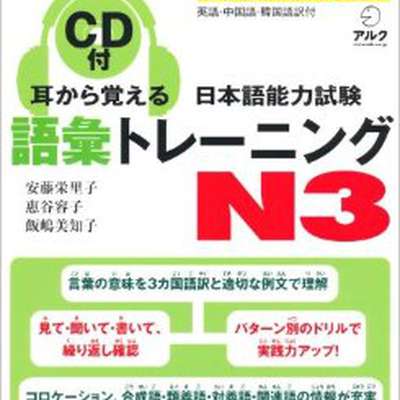 英語・中国語・韓国語訳付
CD
付
アルク
耳から覚える 日本語能力試験
語彙トレーニング
N3
安藤栄里子
惠谷容子
飯嶋美知子
言葉の意味を3カ国語訳と適切な例文で理解
見て・聞いて・書いて、
繰り返し確認
パターン別のドリルで
実践力アップ!
コロケーション、合成語・類義語・対義語・関連語の情報が充実